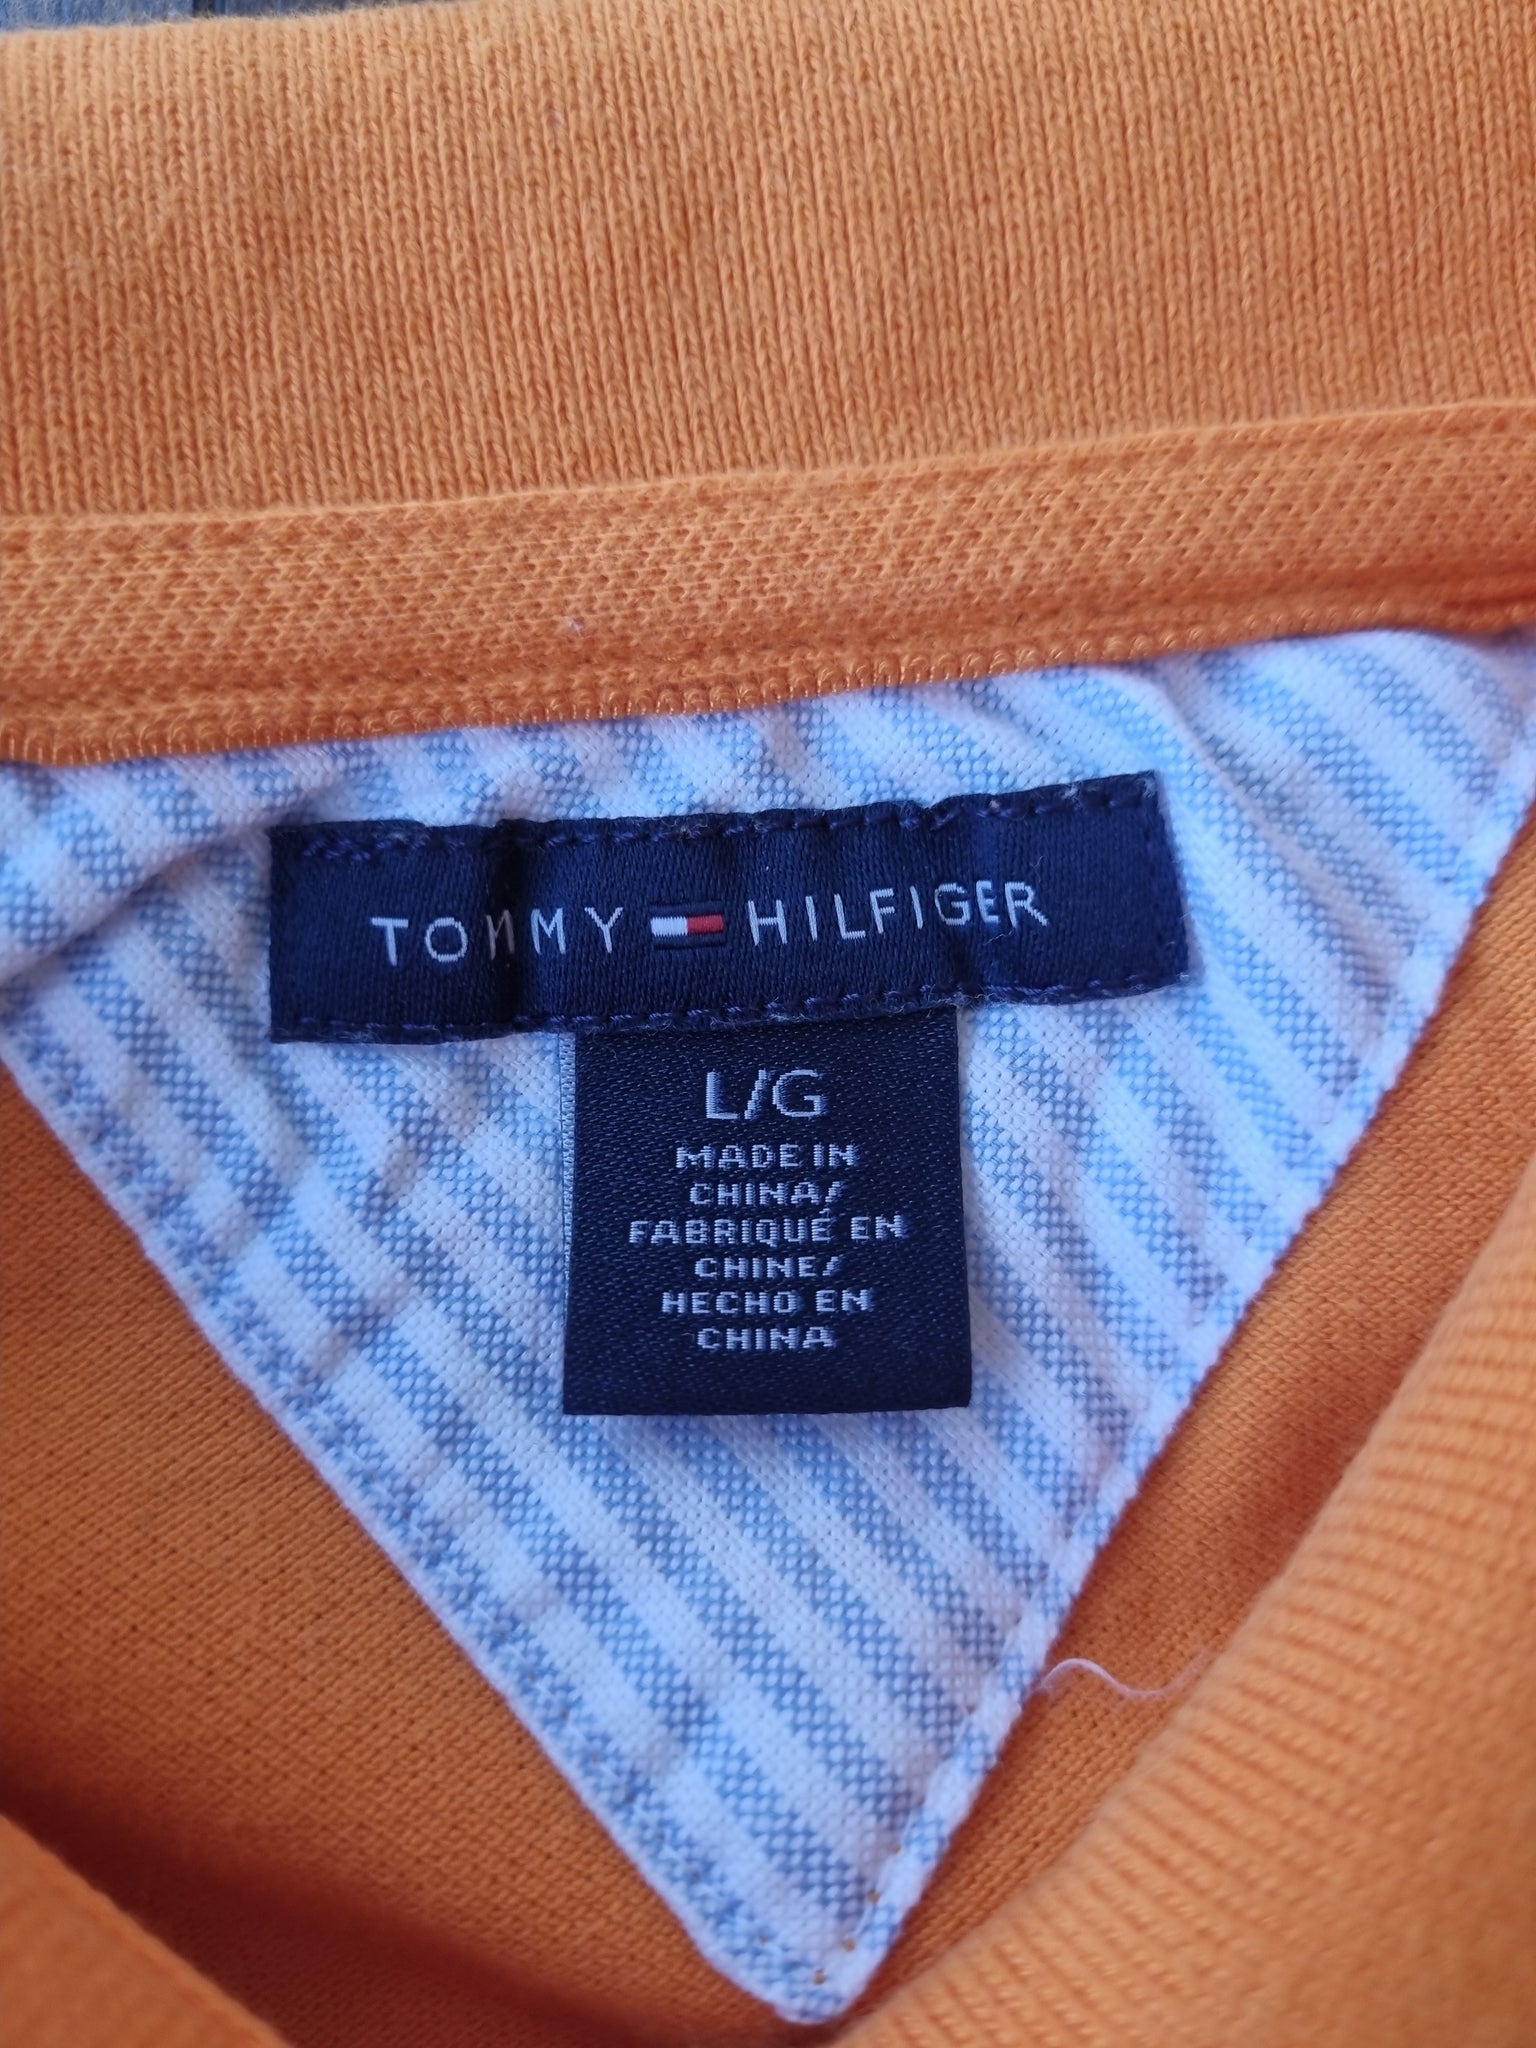 TOMMY HILFIGER
L/G
MADE IN
CHINA/
FABRIQUÉ EN
CHINE/
HECHO EN
CHINA